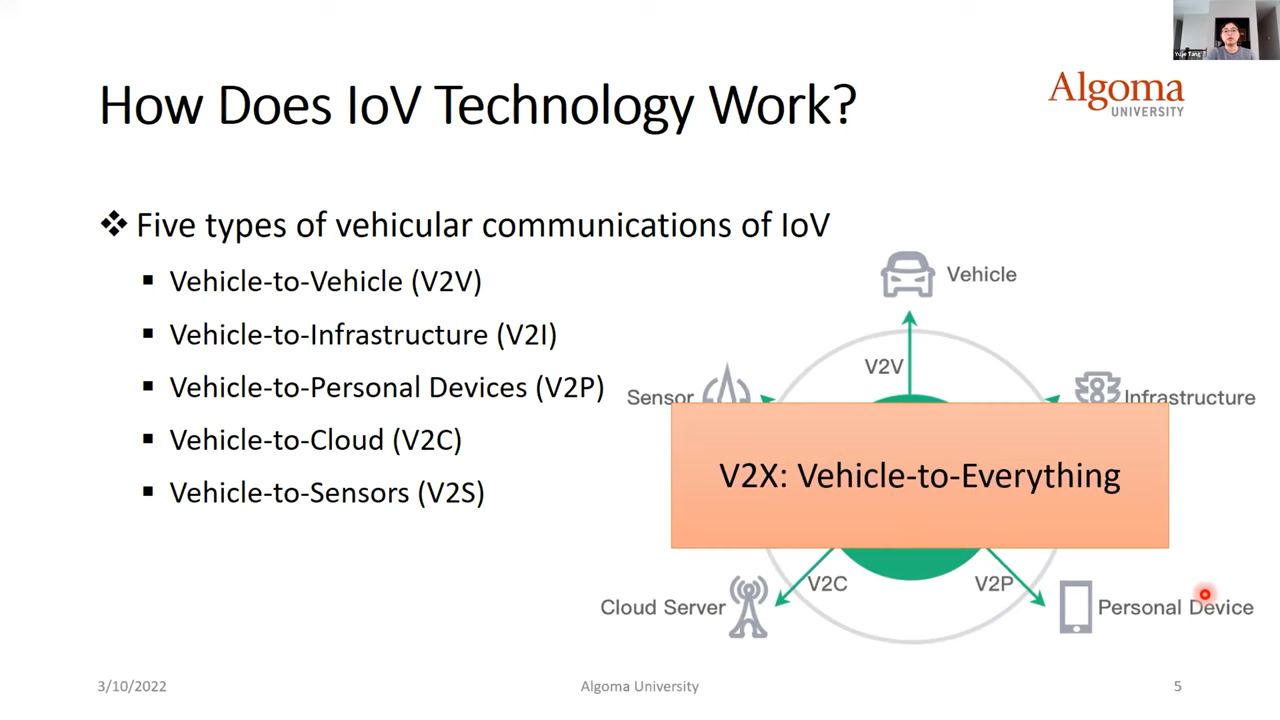 Yujie Tang
Algoma
UNIVERSITY
How Does IoV Technology Work?
Five types of vehicular communications of IoV
Vehicle-to-Vehicle (V2V)
Vehicle-to-Infrastructure (V2I)
Vehicle-to-Personal Devices (V2P)
Vehicle-to-Cloud (V2C)
Vehicle-to-Sensors (V2S)
Vehicle
V2V
Sensor
Infrastructure
V2X: Vehicle-to-Everything
V2C
V2P
Cloud Server
Personal Device
3/10/2022
Algoma University
5